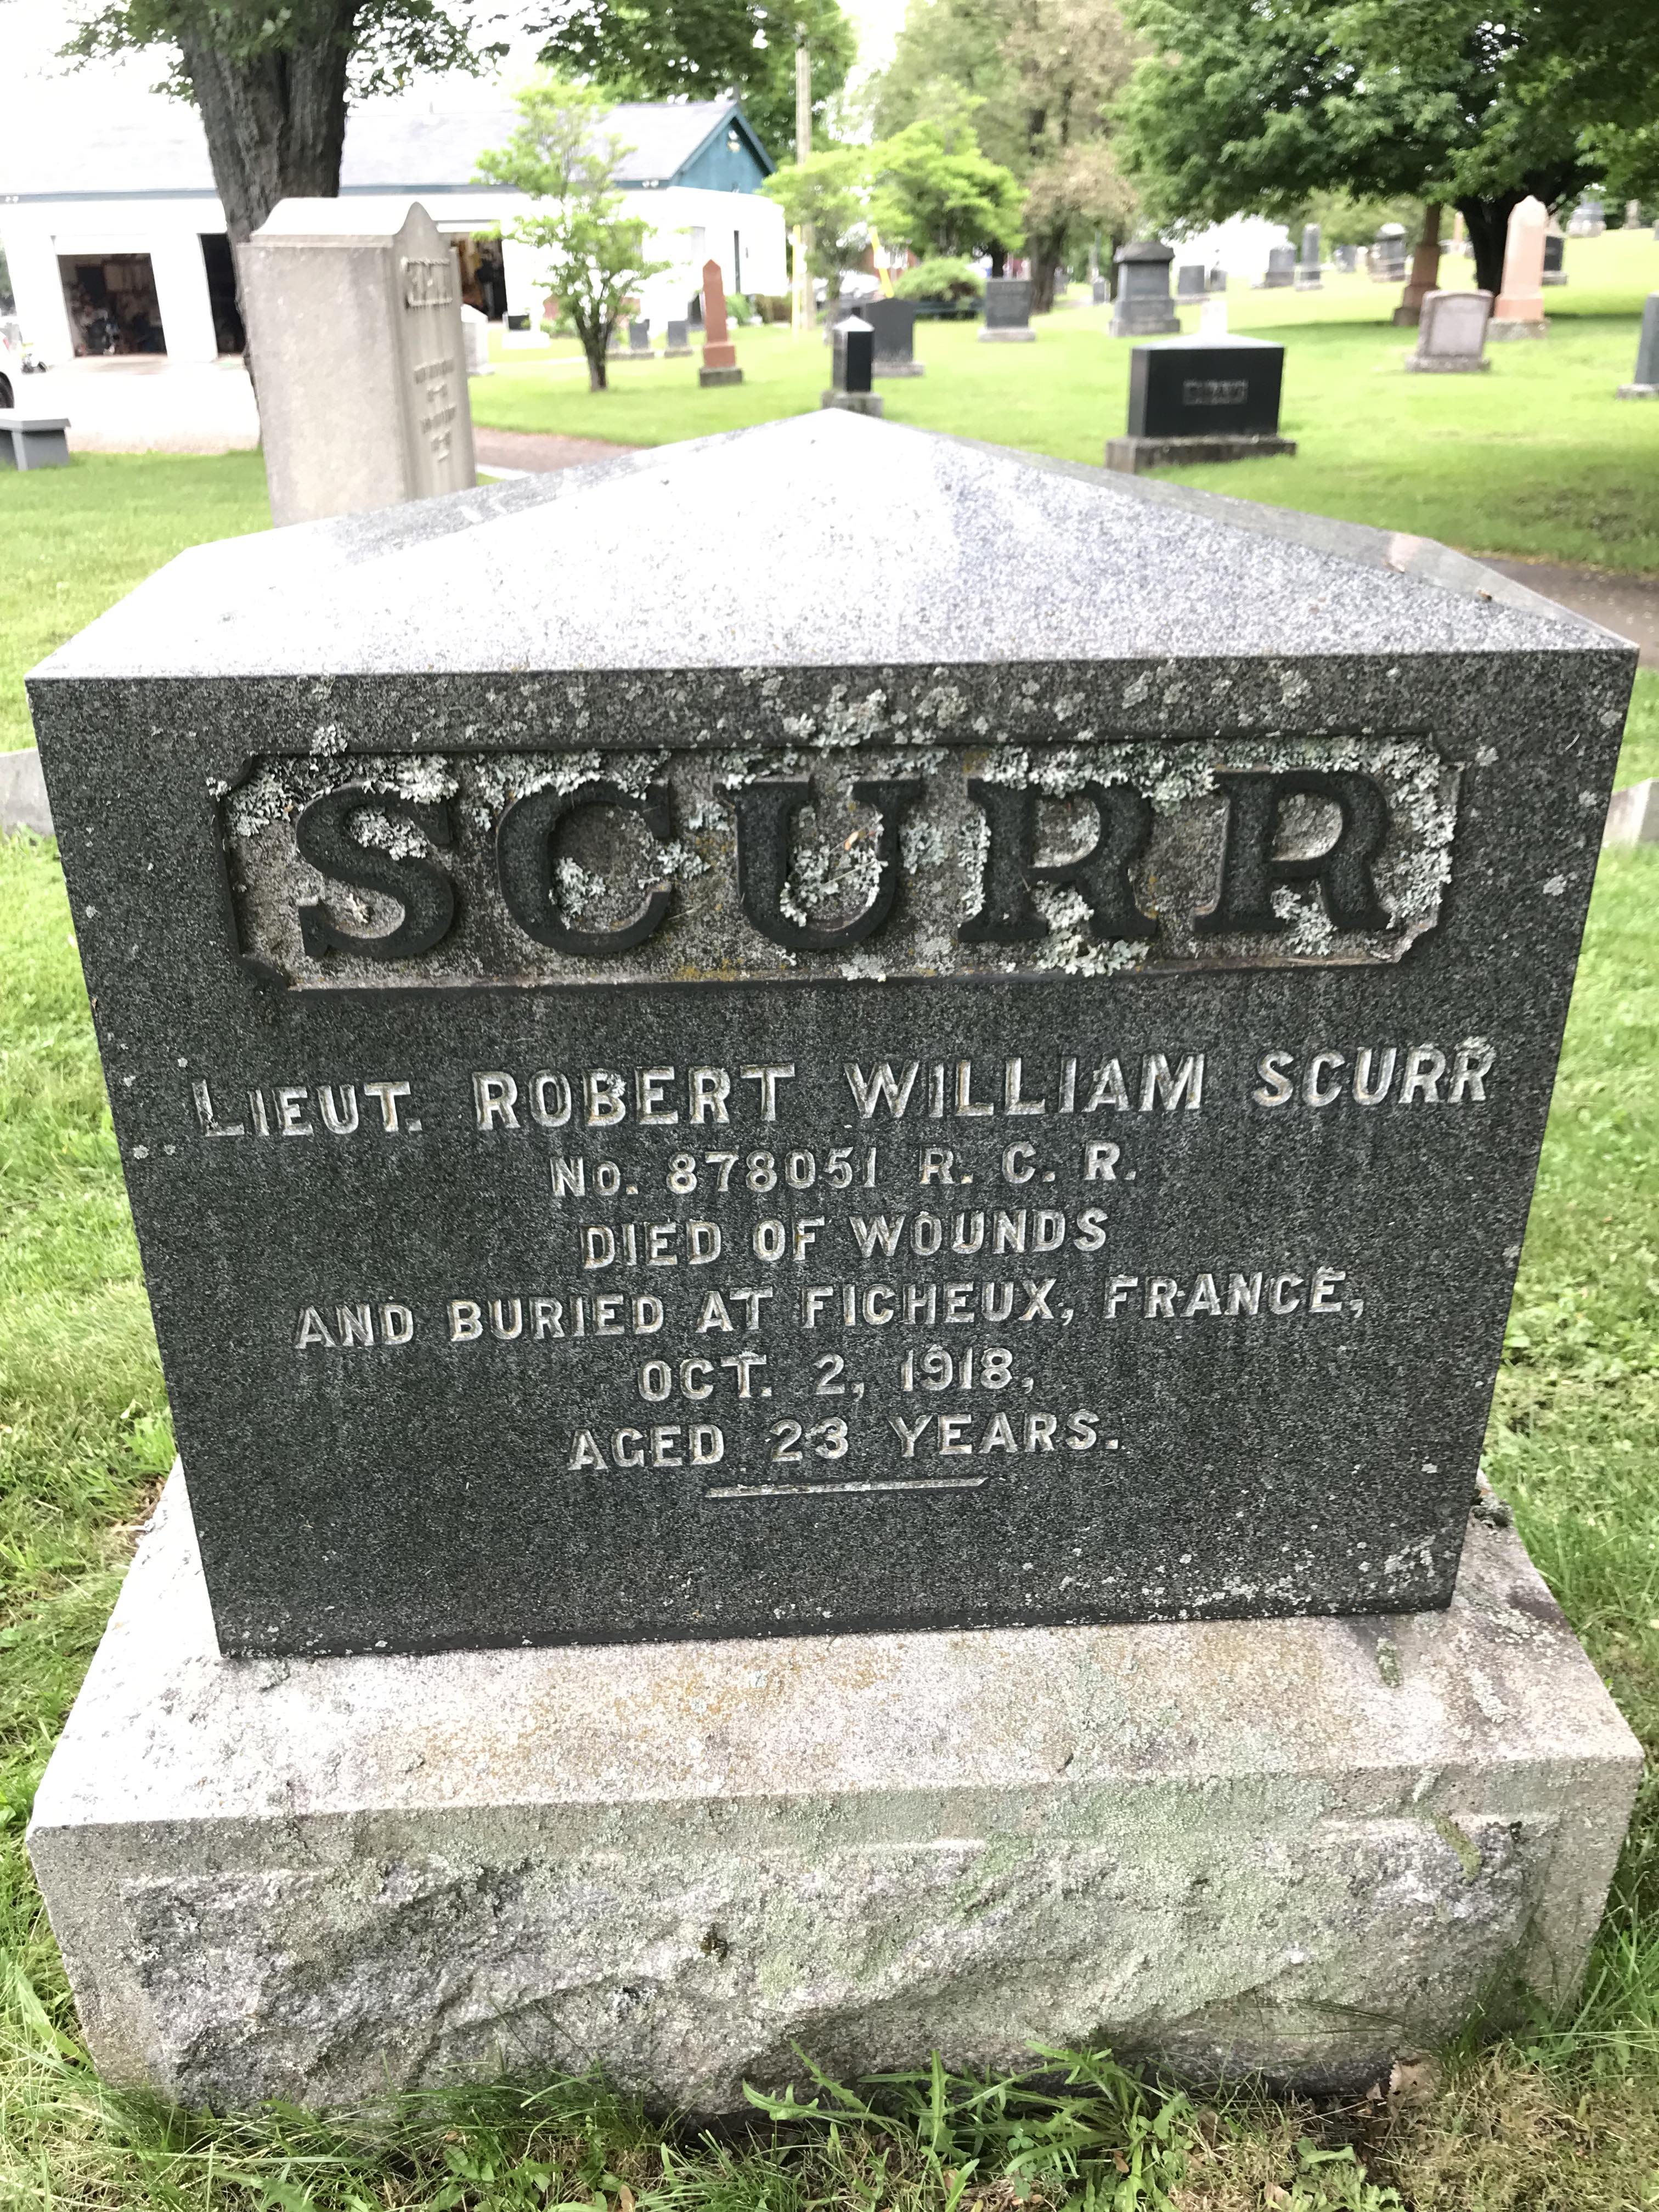 SCURR
LIEUT. ROBERT WILLIAM SCURR
NO. 878051 R. C. R.
DIED OF WOUNDS
AND BURIED AT FICHEUX, FRANCE,
OCT. 2, 1918,
AGED 23 YEARS.